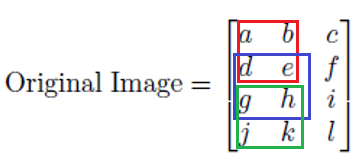 a b c
d e f
Original Image =
g h i
j k l